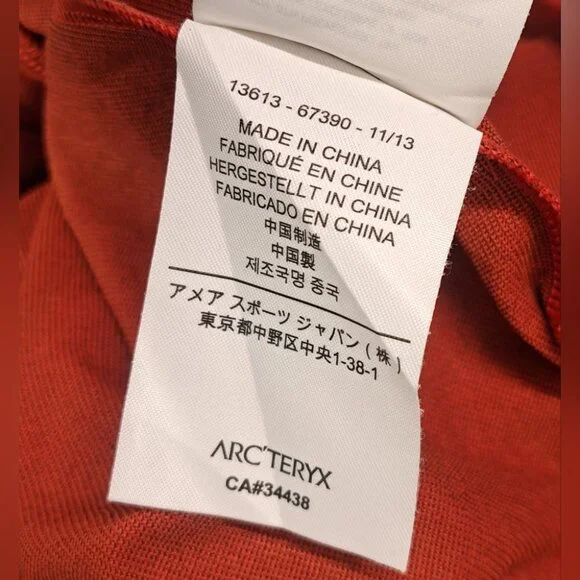 13613 - 67390 - 11/13
MADE IN CHINA
FABRIQUÉ EN CHINE
HERGESTELLT IN CHINA
FABRICADO EN CHINA
中国制造
中国製
제조국명 중국
アメア スポーツ ジャパン ( 株 )
東京都中野区中央1-38-1
ARC'TERYX
CA#34438